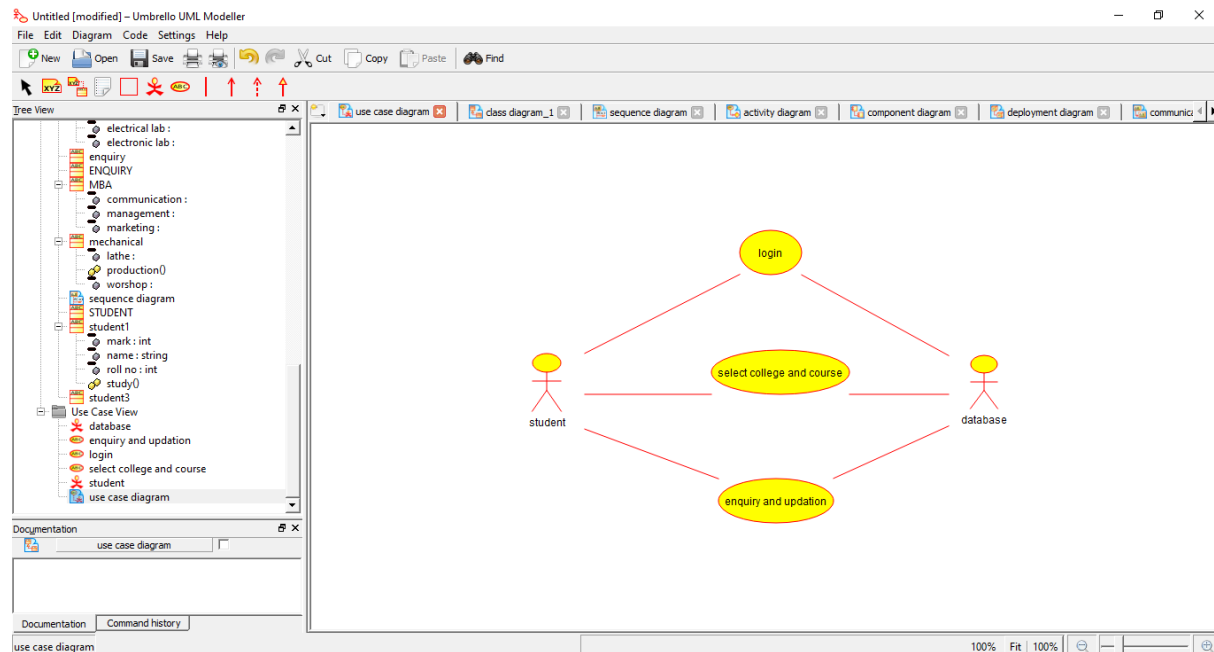 Untitled [modified] – Umbrello UML Modeller
File Edit Diagram Code Settings Help
New Open Save Cut Copy Paste Find
XYZ ABC
Tree View
use case diagram class diagram_1 sequence diagram activity diagram component diagram deployment diagram communica
electrical lab :
electronic lab :
enquiry
ENQUIRY
MBA
communication :
management :
marketing :
mechanical
lathe :
production()
worshop :
sequence diagram
STUDENT
student1
mark : int
name : string
roll no : int
study()
student3
Use Case View
database
enquiry and updation
login
select college and course
student
use case diagram
login
select college and course
student
database
enquiry and updation
Documentation
use case diagram
Documentation Command history
use case diagram
100% Fit 100%